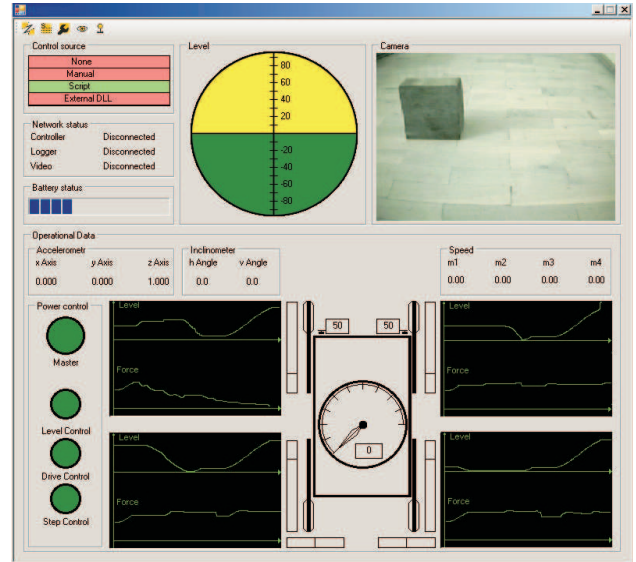 Control source
None
Manual
Script
External DLL
Network status
Controller Disconnected
Logger Disconnected
Video Disconnected
Battery status
Level
80
60
40
20
-20
-40
-60
-80
Camera
Operational Data
Accelerometr
x Axis y Axis z Axis
0.000 0.000 1.000
Inclinometer
h Angle v Angle
0.0 0.0
Speed
m1 m2 m3 m4
0.00 0.00 0.00 0.00
Power control
Master
Level Control
Drive Control
Step Control
Level
Force
Level
Force
50 50
0
Level
Force
Level
Force